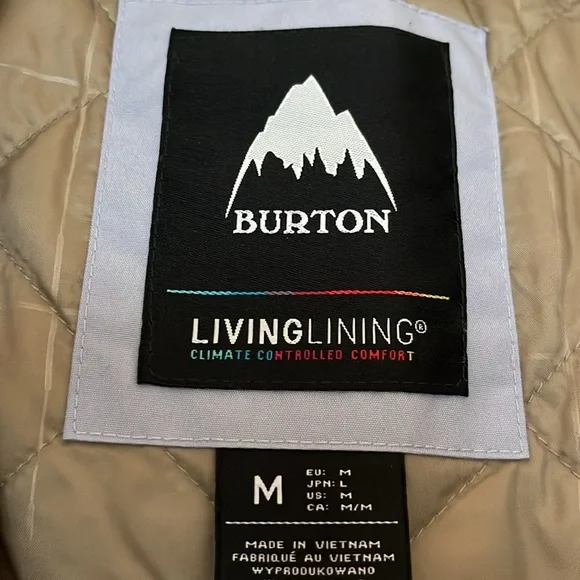 BURTON
LIVINGLINING®
CLIMATE CONTROLLED COMFORT
M
EU: M
JPN: L
US: M
CA: M/M
MADE IN VIETNAM
FABRIQUÉ AU VIETNAM
WYPRODUKOWANO